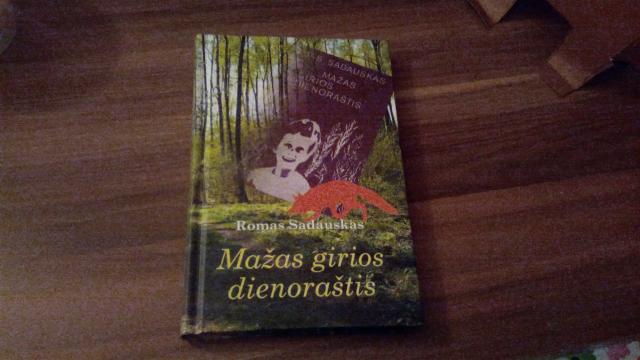 R. SADAUSKAS
MAŽAS
GIRIOS
DIENORAŠTIS
Romas Sadauskas
Mažas girios
dienoraštis